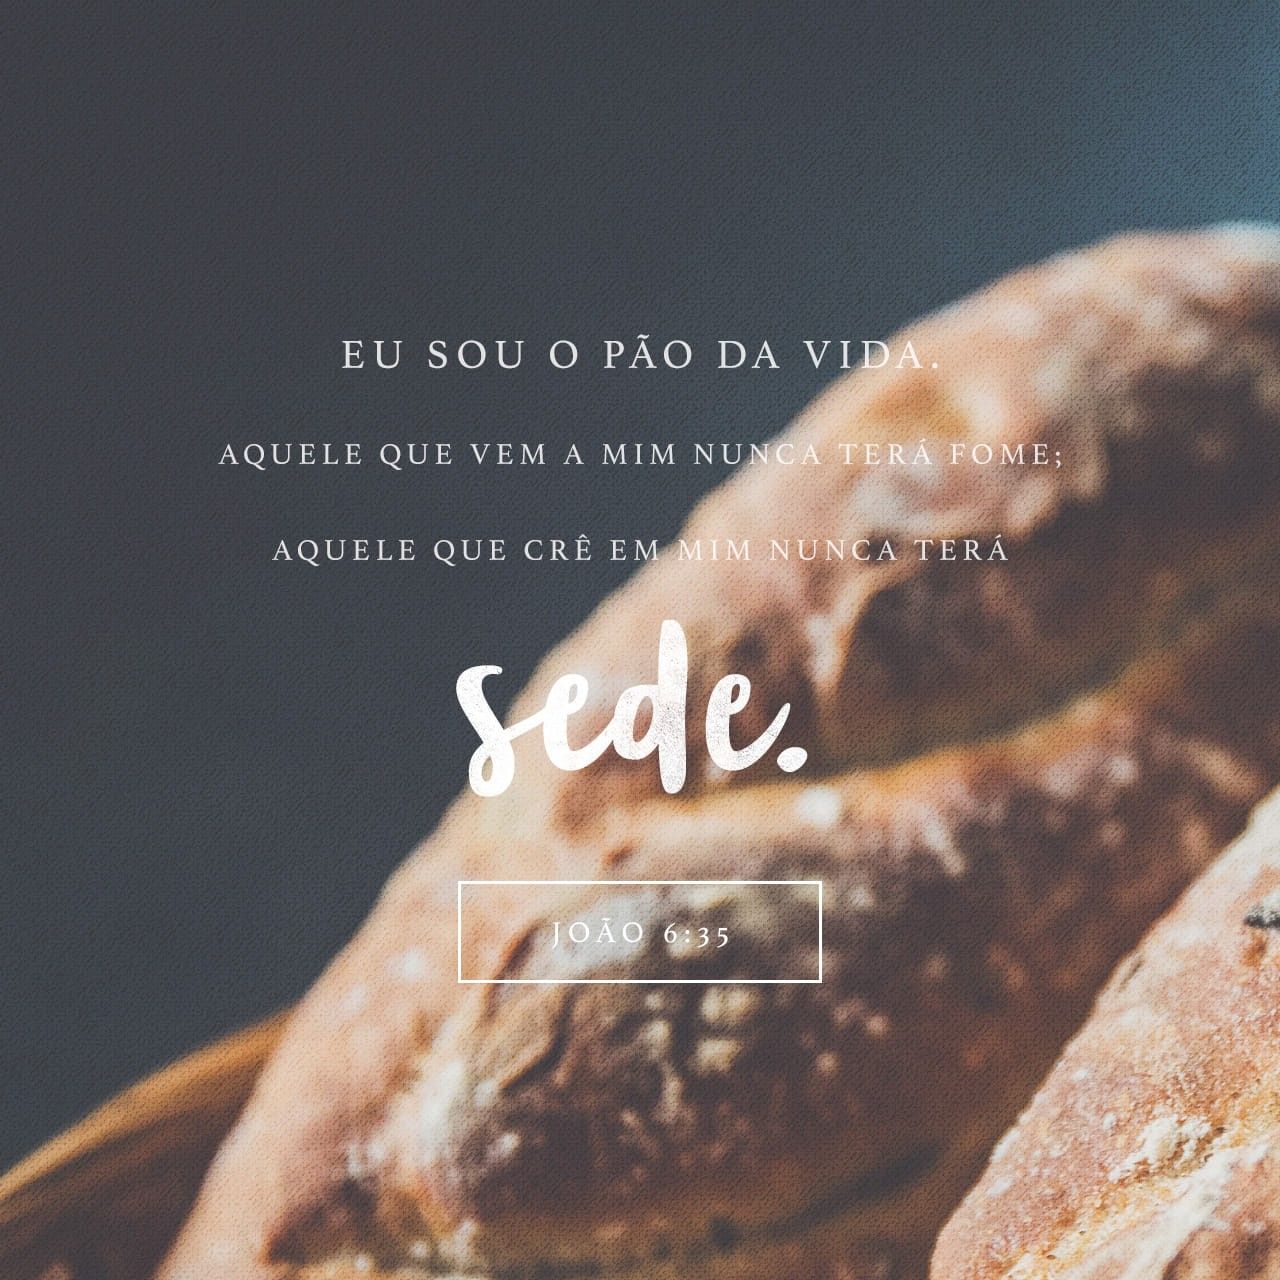 EU SOU O PÃO DA VIDA.
AQUELE QUE VEM A MIM NUNCA TERÁ FOME;
AQUELE QUE CRÊ EM MIM NUNCA TERÁ
sede.
JOÃO 6:35